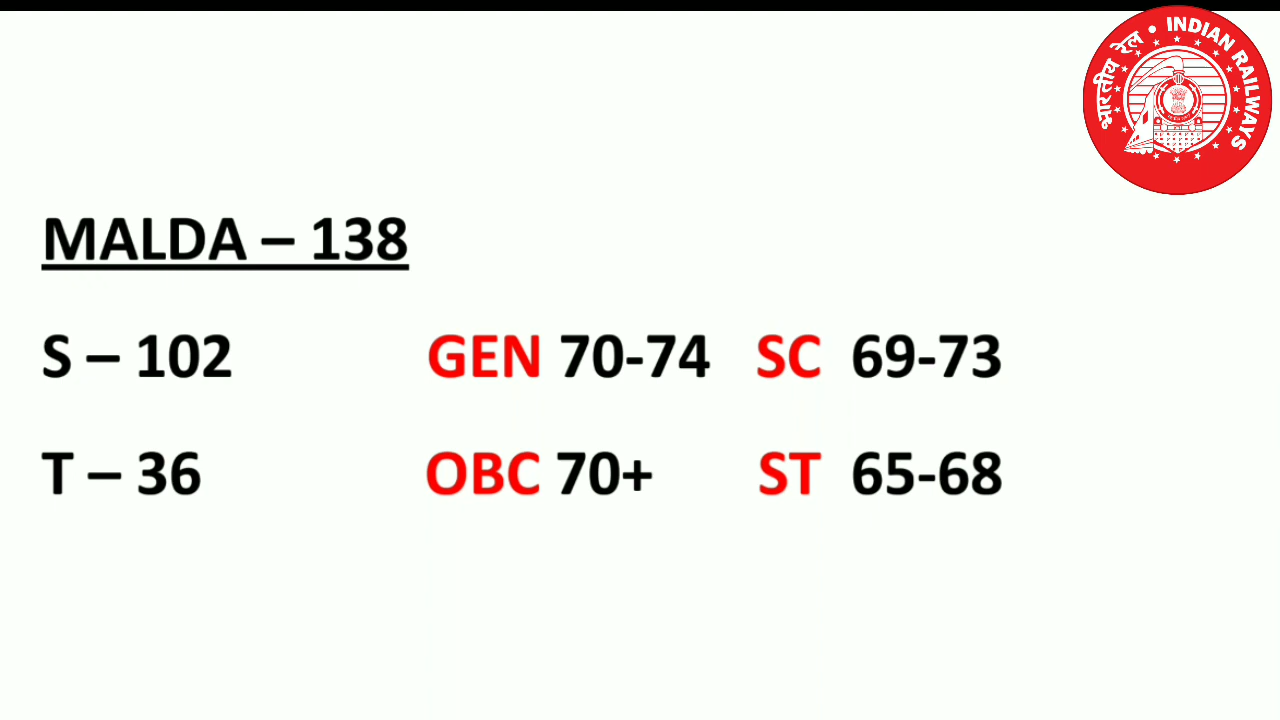 भारतीय रेल • INDIAN RAILWAYS
MALDA – 138
S – 102 GEN 70-74 SC 69-73
T – 36 OBC 70+ ST 65-68